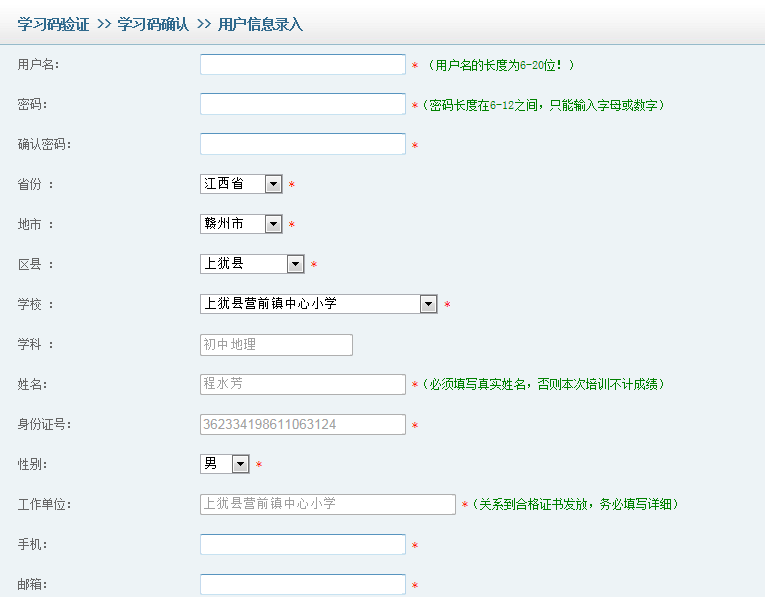 学习码验证 >> 学习码确认 >> 用户信息录入
用户名: * （用户名的长度为6-20位！）
密码: *（密码长度在6-12之间，只能输入字母或数字）
确认密码: *
省份 : 江西省 *
地市 : 赣州市 *
区县 : 上犹县 *
学校 : 上犹县营前镇中心小学 *
学科 : 初中地理
姓名: 程水芳 *（必须填写真实姓名，否则本次培训不计成绩）
身份证号: 362334198611063124 *
性别: 男 *
工作单位: 上犹县营前镇中心小学 *（关系到合格证书发放，务必填写详细）
手机: *
邮箱: *